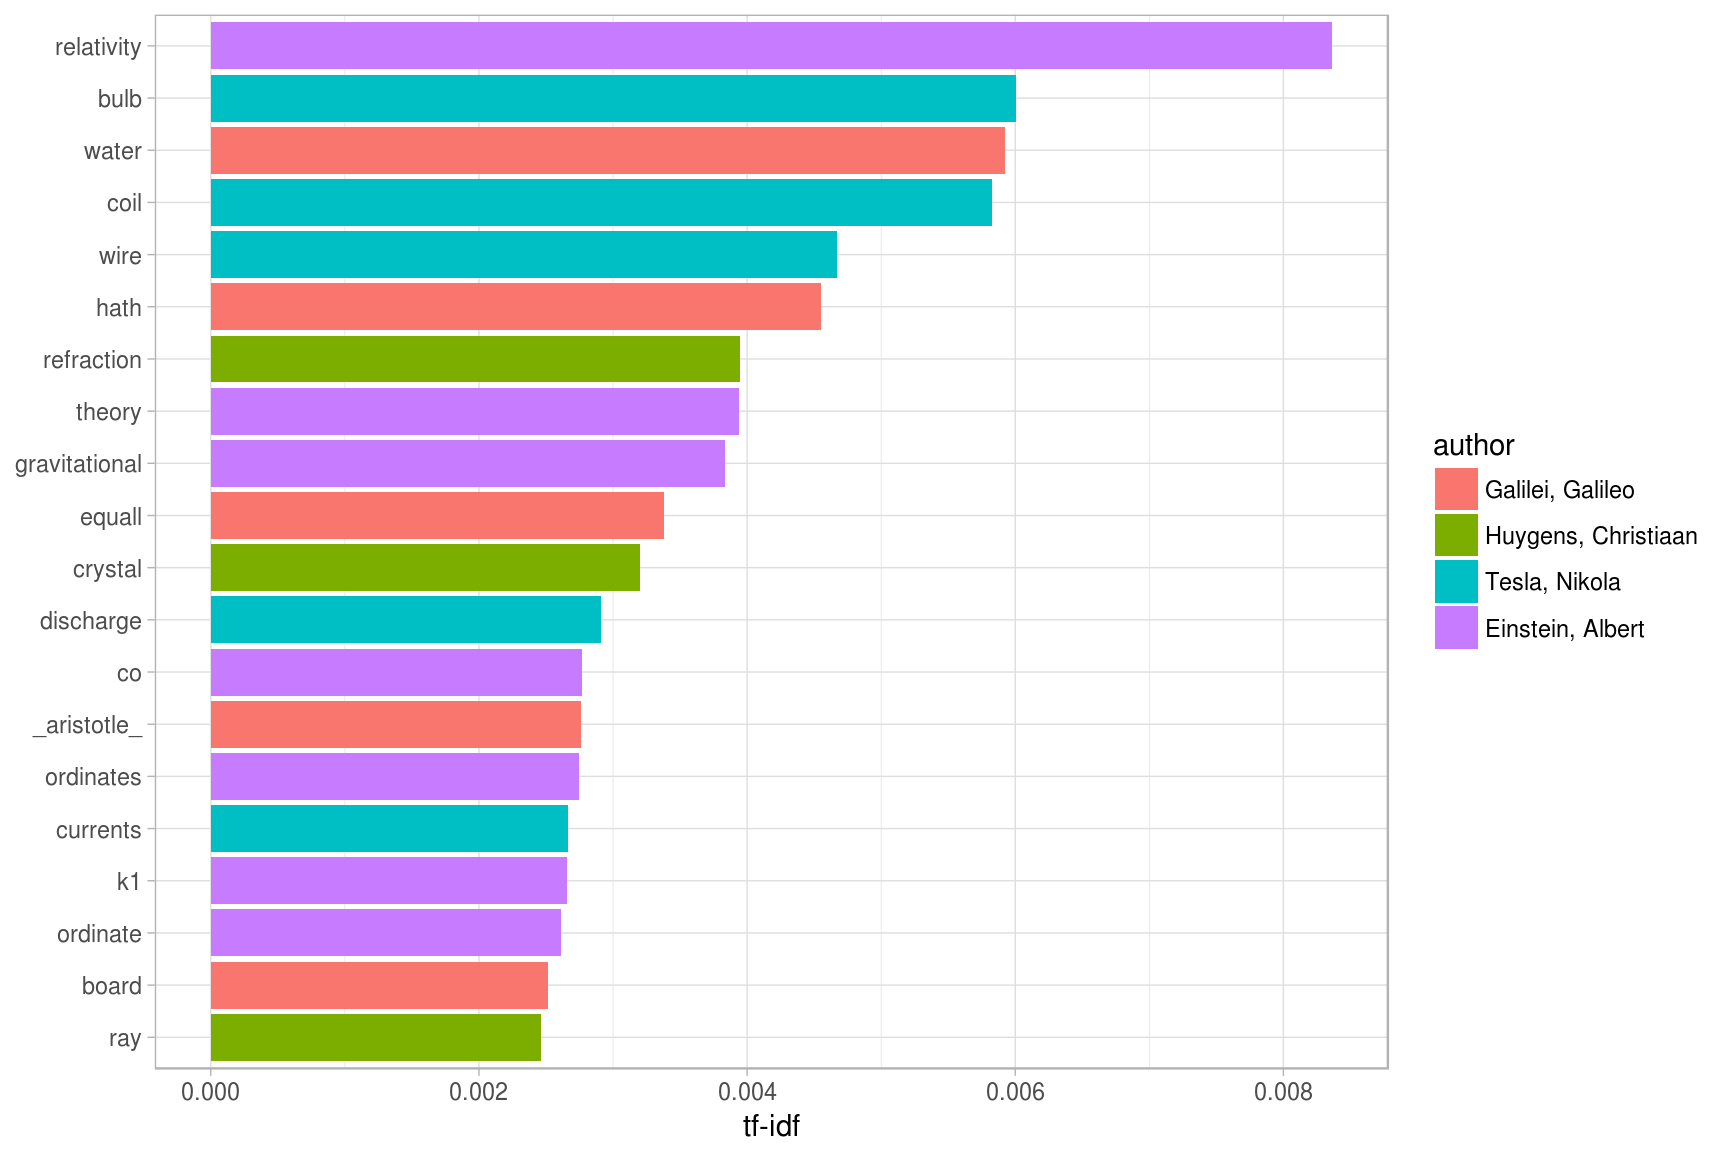 relativity
bulb
water
coil
wire
hath
refraction
theory
gravitational
equall
crystal
discharge
co
_aristotle_
ordinates
currents
k1
ordinate
board
ray
0.000 0.002 0.004 0.006 0.008
tf-idf
author
Galilei, Galileo
Huygens, Christiaan
Tesla, Nikola
Einstein, Albert